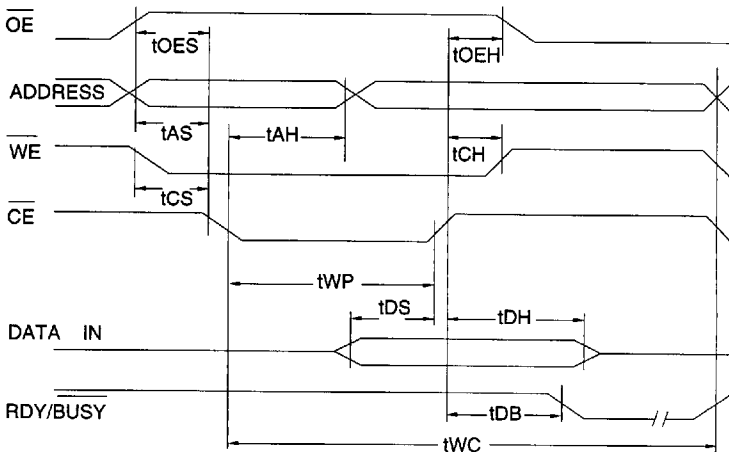 OE
tOES
tOEH
ADDRESS
tAS
tAH
tCH
WE
tCS
CE
tWP
tDS
tDH
DATA IN
RDY/BUSY
tDB
tWC